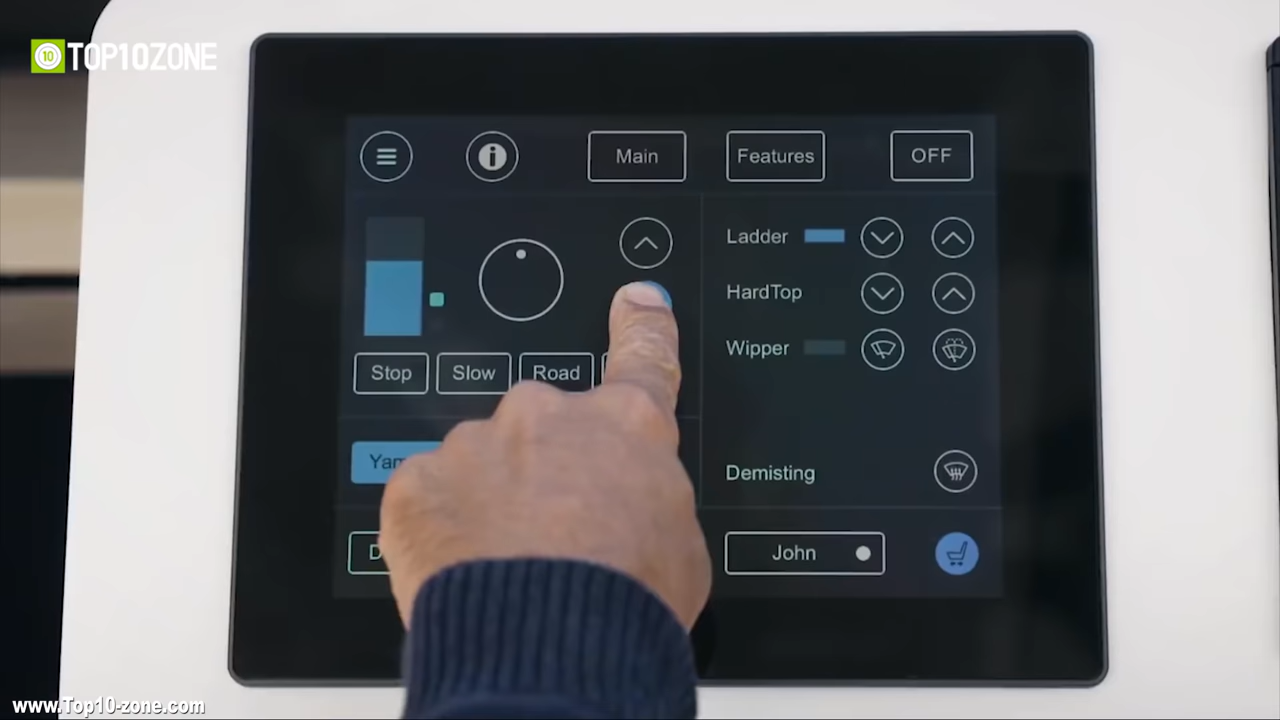 TOP10ZONE
Main
Features
OFF
Ladder
HardTop
Wipper
Stop
Slow
Road
Demisting
John
www.Top10-zone.com